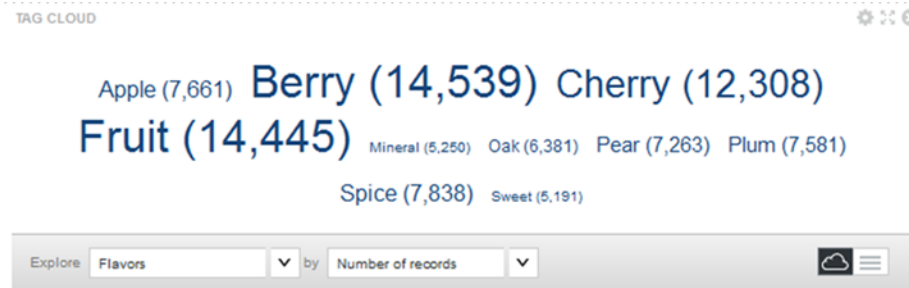 TAG CLOUD
Apple (7,661) Berry (14,539) Cherry (12,308)
Fruit (14,445) Mineral (5,250) Oak (6,381) Pear (7,263) Plum (7,581)
Spice (7,838) Sweet (5,191)
Explore Flavors by Number of records